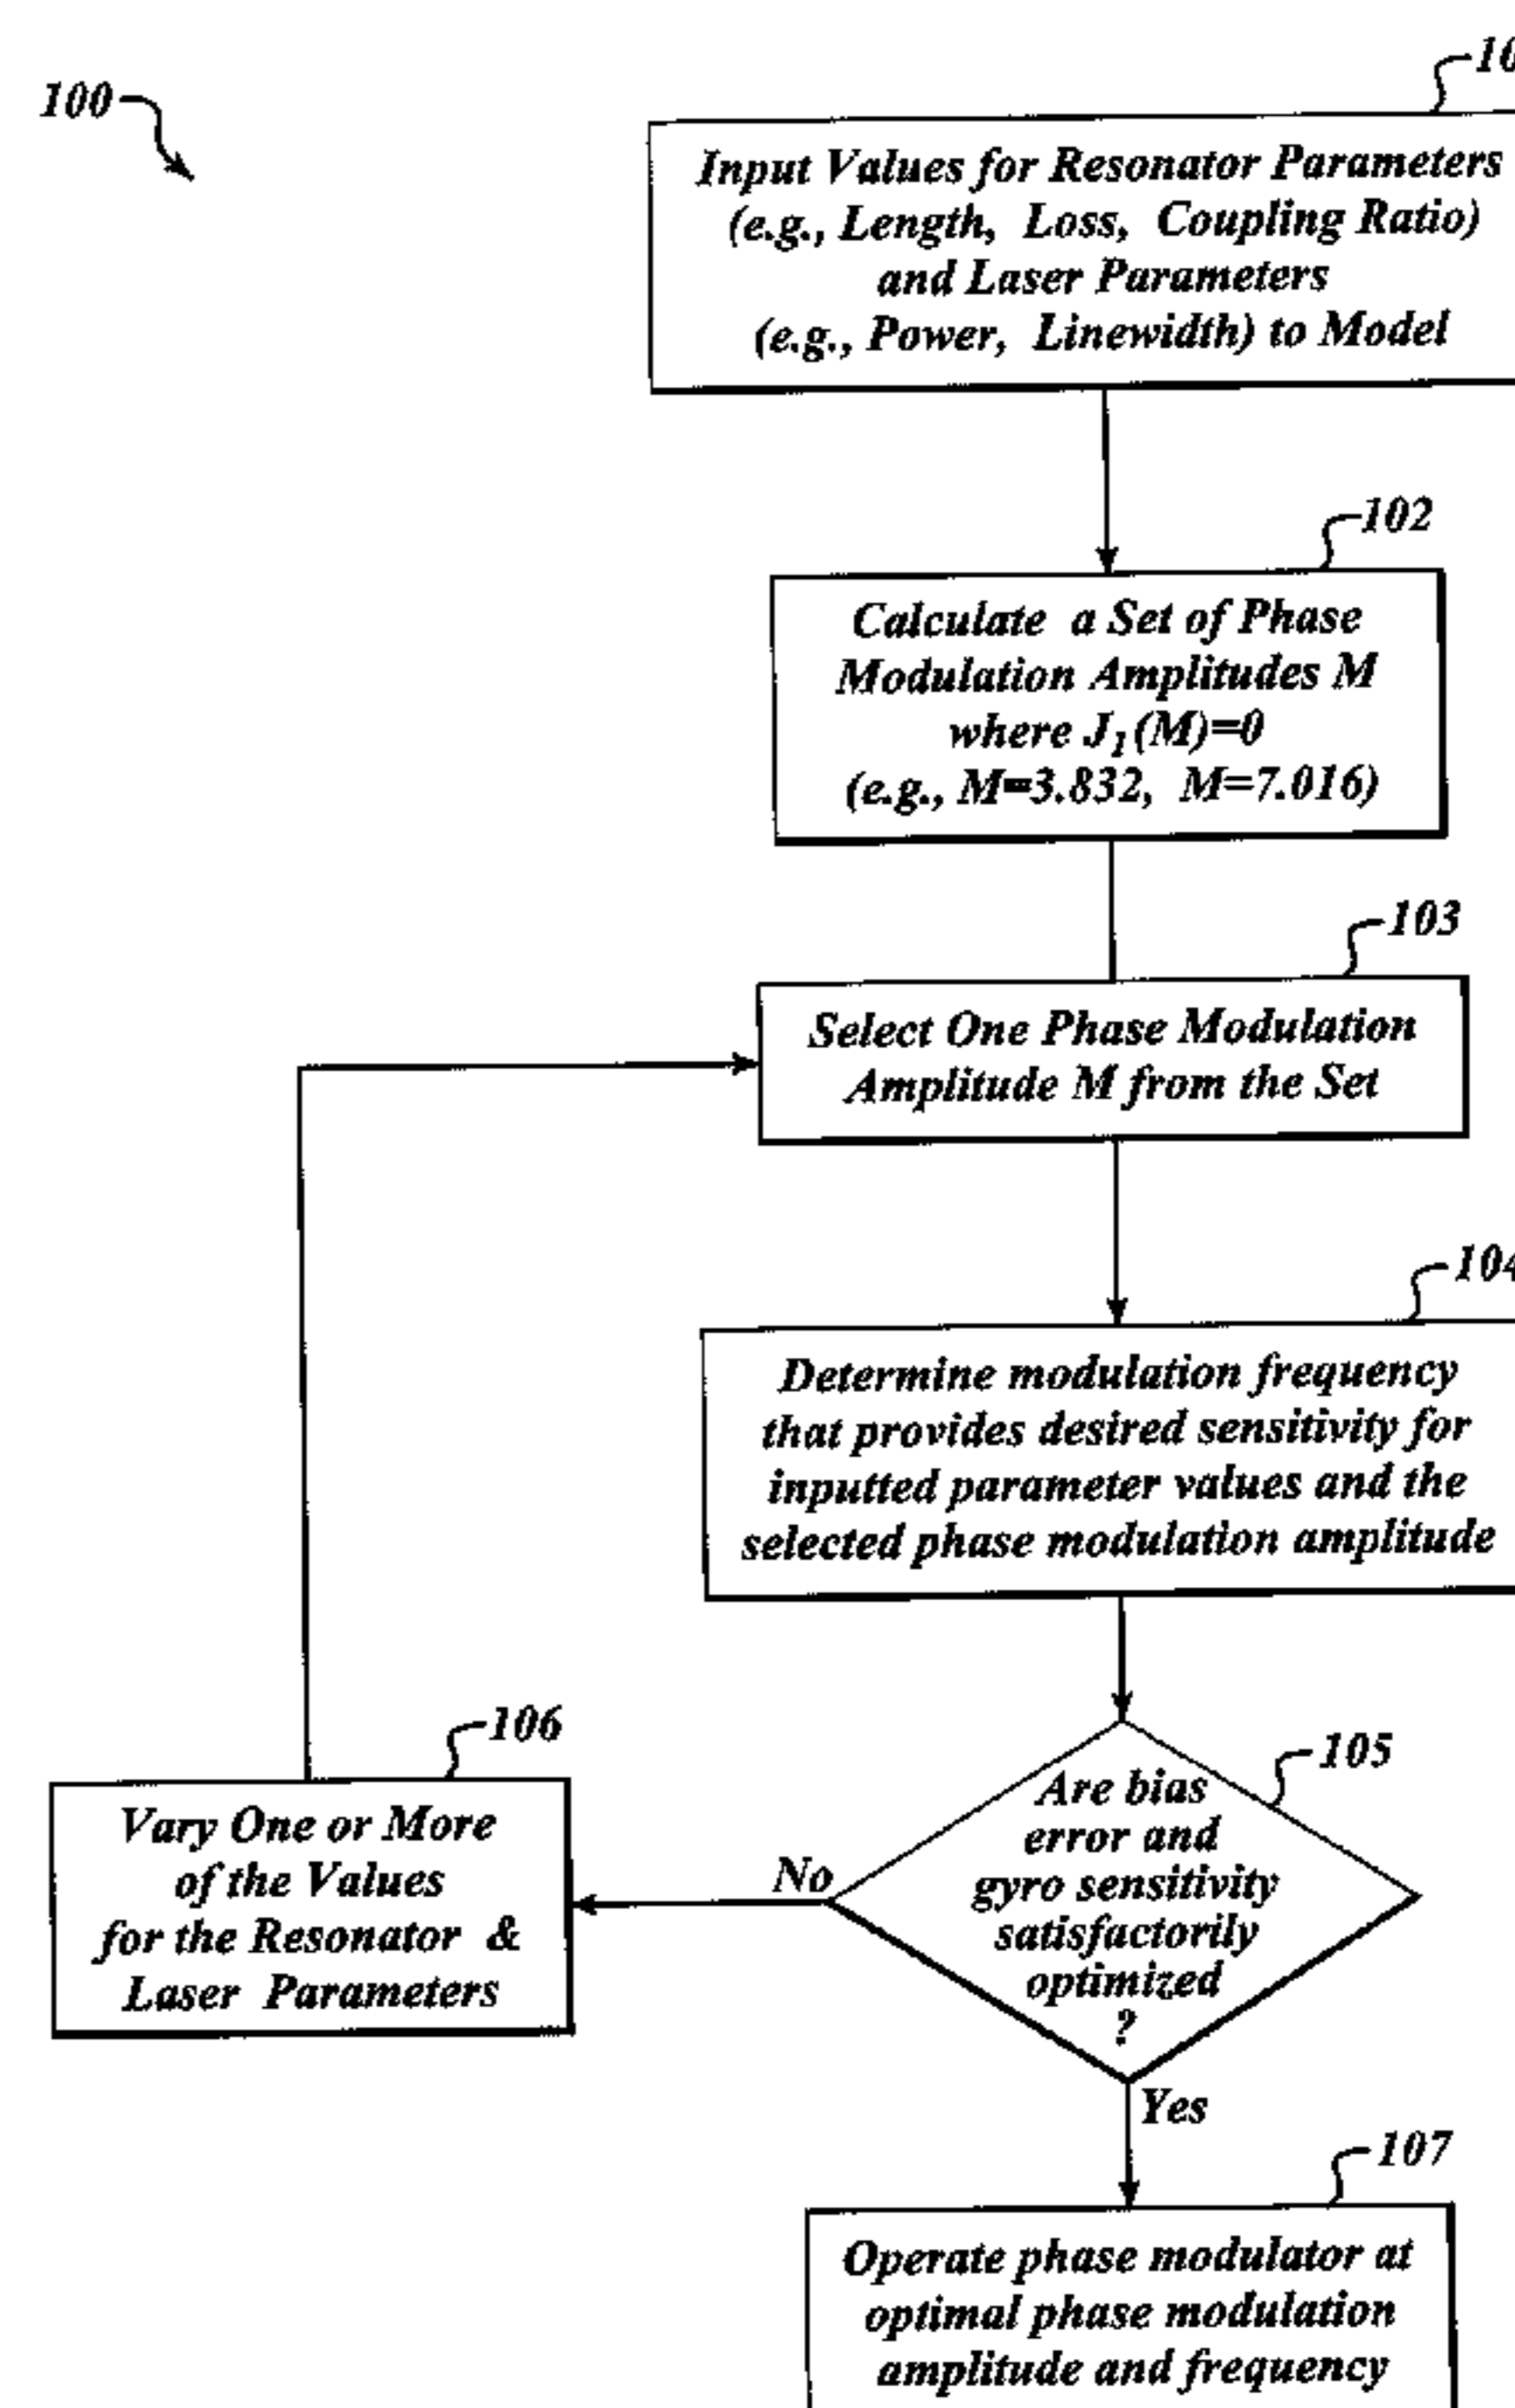 100
Input Values for Resonator Parameters
(e.g., Length, Loss, Coupling Ratio)
and Laser Parameters
(e.g., Power, Linewidth) to Model
102
Calculate a Set of Phase
Modulation Amplitudes M
where J1(M)=0
(e.g., M=3.832, M=7.016)
103
Select One Phase Modulation
Amplitude M from the Set
104
Determine modulation frequency
that provides desired sensitivity for
inputted parameter values and the
selected phase modulation amplitude
105
Are bias
error and
gyro sensitivity
satisfactorily
optimized
?
No
106
Vary One or More
of the Values
for the Resonator &
Laser Parameters
Yes
107
Operate phase modulator at
optimal phase modulation
amplitude and frequency